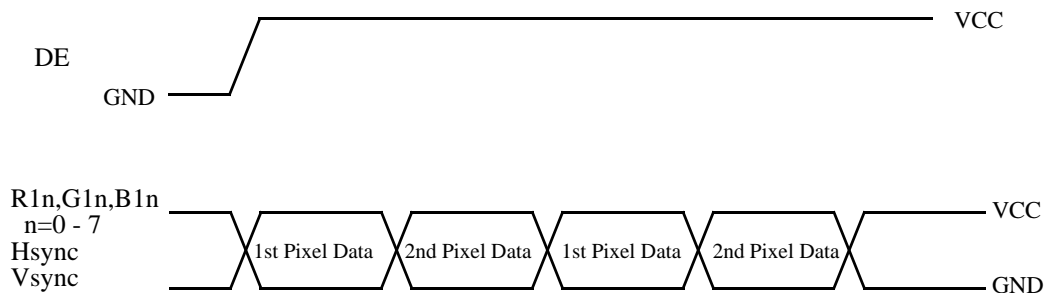 VCC
DE
GND
R1n,G1n,B1n
n=0 - 7
Hsync
Vsync
1st Pixel Data
2nd Pixel Data
1st Pixel Data
2nd Pixel Data
VCC
GND